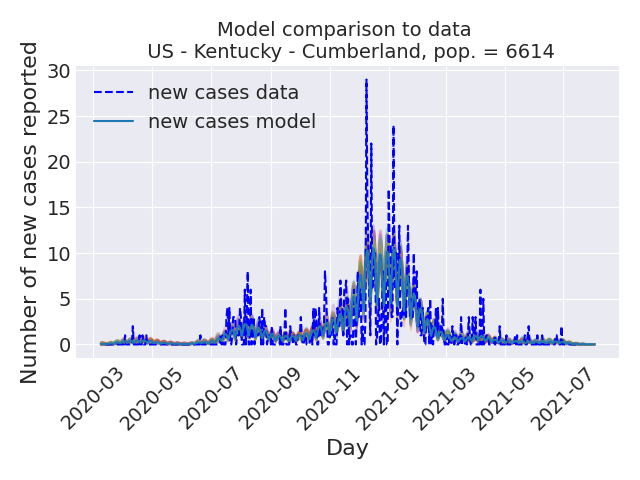 Model comparison to data
US - Kentucky - Cumberland, pop. = 6614
Number of new cases reported
30
25
20
15
10
5
0
new cases data
new cases model
2020-03
2020-05
2020-07
2020-09
2020-11
2021-01
2021-03
2021-05
2021-07
Day